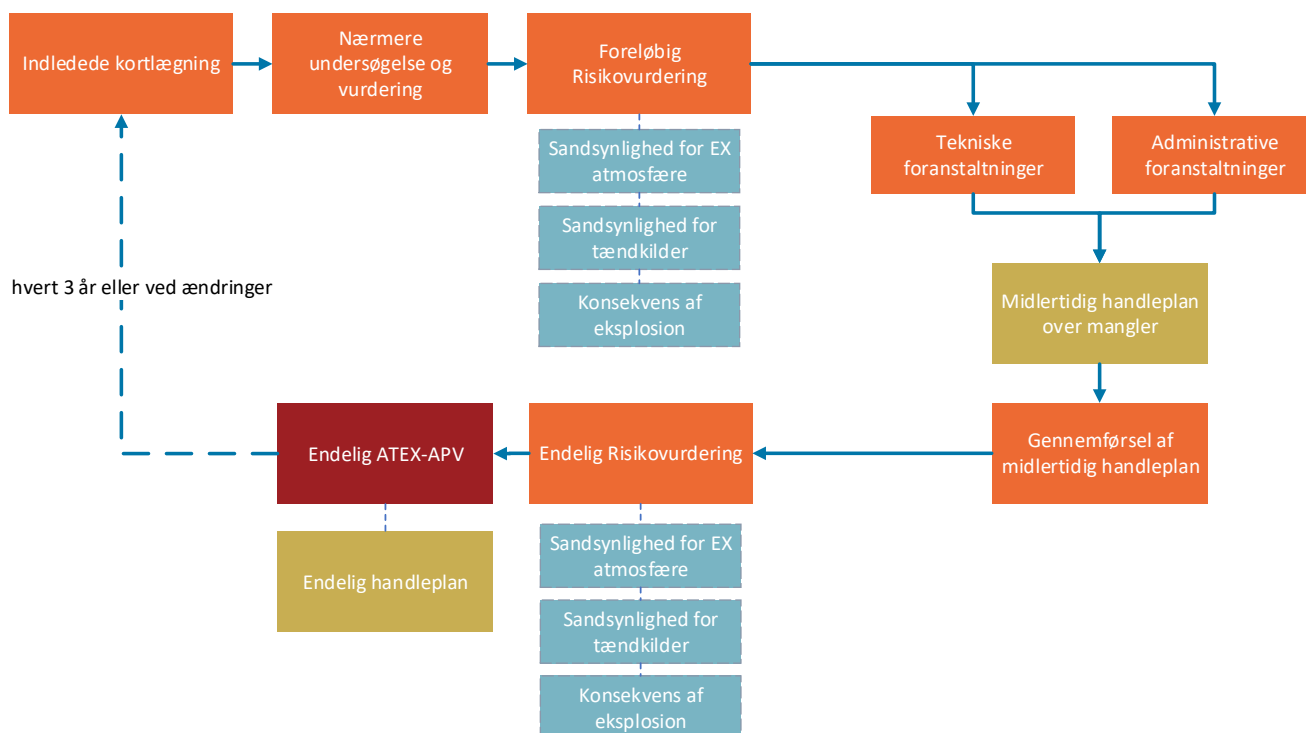 Indledede kortlægning
Nærmere
undersøgelse og
vurdering
Foreløbig
Risikovurdering
Tekniske
foranstaltninger
Administrative
foranstaltninger
Sandsynlighed for EX
atmosfære
Sandsynlighed for
tændkilder
Konsekvens af
eksplosion
hvert 3 år eller ved ændringer
Midlertidig handleplan
over mangler
Endelig ATEX-APV
Endelig Risikovurdering
Gennemførsel af
midlertidig handleplan
Endelig handleplan
Sandsynlighed for EX
atmosfære
Sandsynlighed for
tændkilder
Konsekvens af
eksplosion